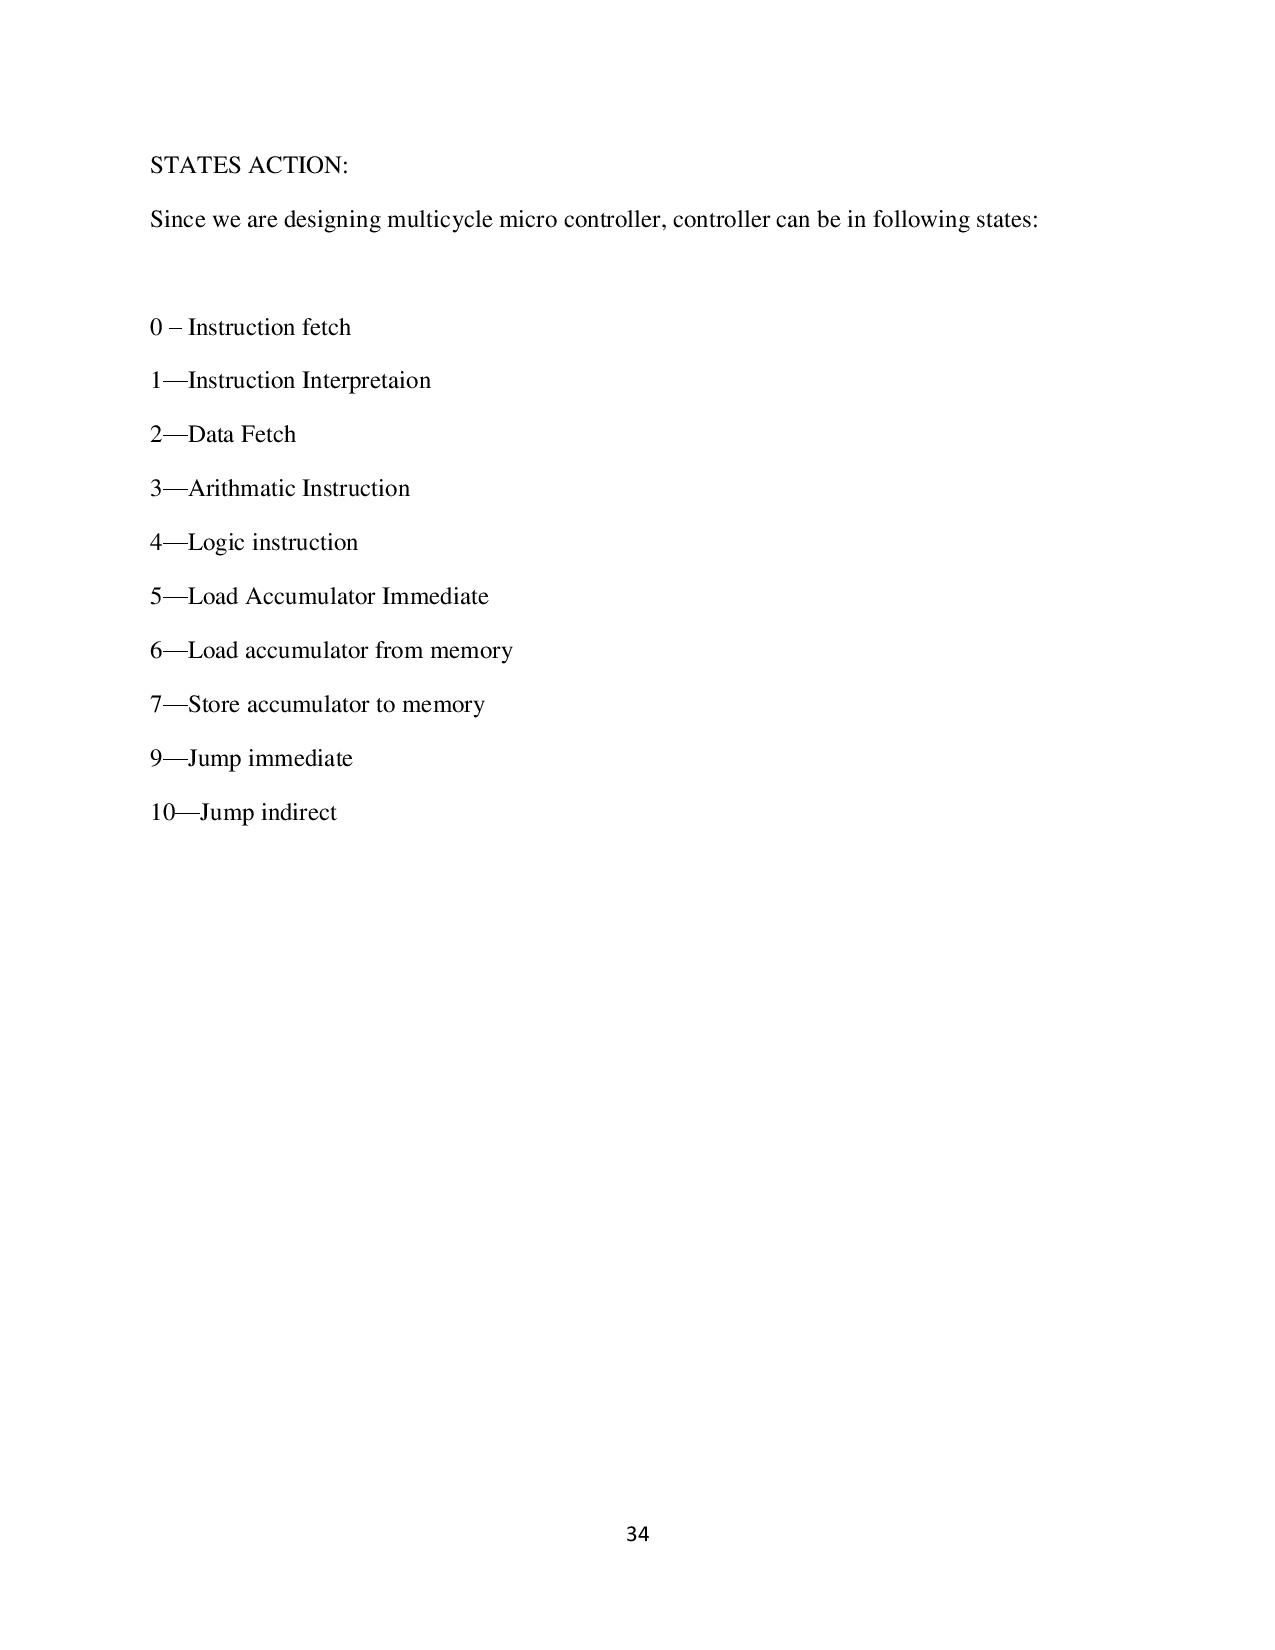 STATES ACTION:
Since we are designing multicycle micro controller, controller can be in following states:
0 – Instruction fetch
1—Instruction Interpretaion
2—Data Fetch
3—Arithmatic Instruction
4—Logic instruction
5—Load Accumulator Immediate
6—Load accumulator from memory
7—Store accumulator to memory
9—Jump immediate
10—Jump indirect
34